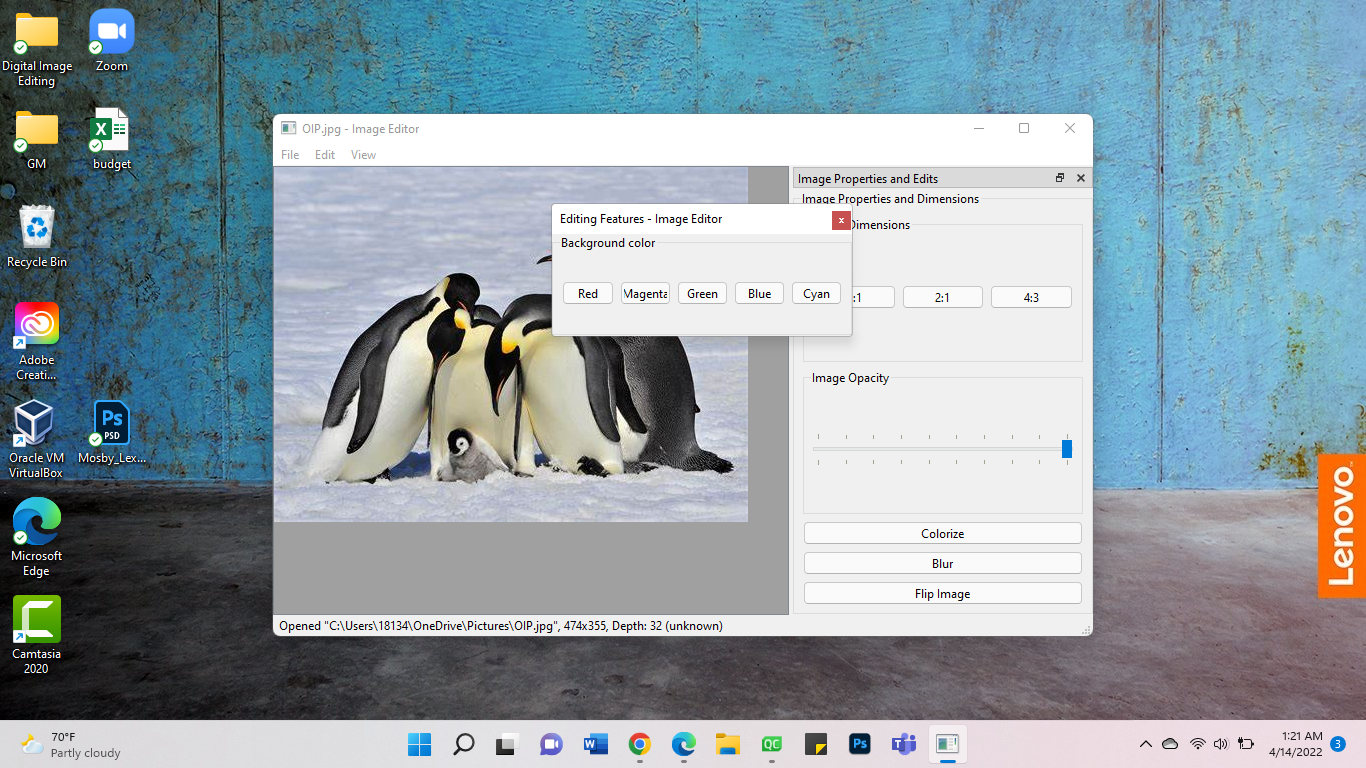 Digital Image
Editing
Zoom
GM
budget
Recycle Bin
Adobe
Creati...
Oracle VM
VirtualBox
Mosby_Lex...
Microsoft
Edge
Camtasia
2020
OIP.jpg - Image Editor
File Edit View
Image Properties and Edits
Image Properties and Dimensions
Dimensions
:1
2:1
4:3
Editing Features - Image Editor
x
Background color
Red
Magenta
Green
Blue
Cyan
Image Opacity
Colorize
Blur
Flip Image
Opened "C:\Users\18134\OneDrive\Pictures\OIP.jpg", 474x355, Depth: 32 (unknown)
Lenovo
Ps
PSD
70°F
Partly cloudy
W
QC
Ps
1:21 AM
4/14/2022
3